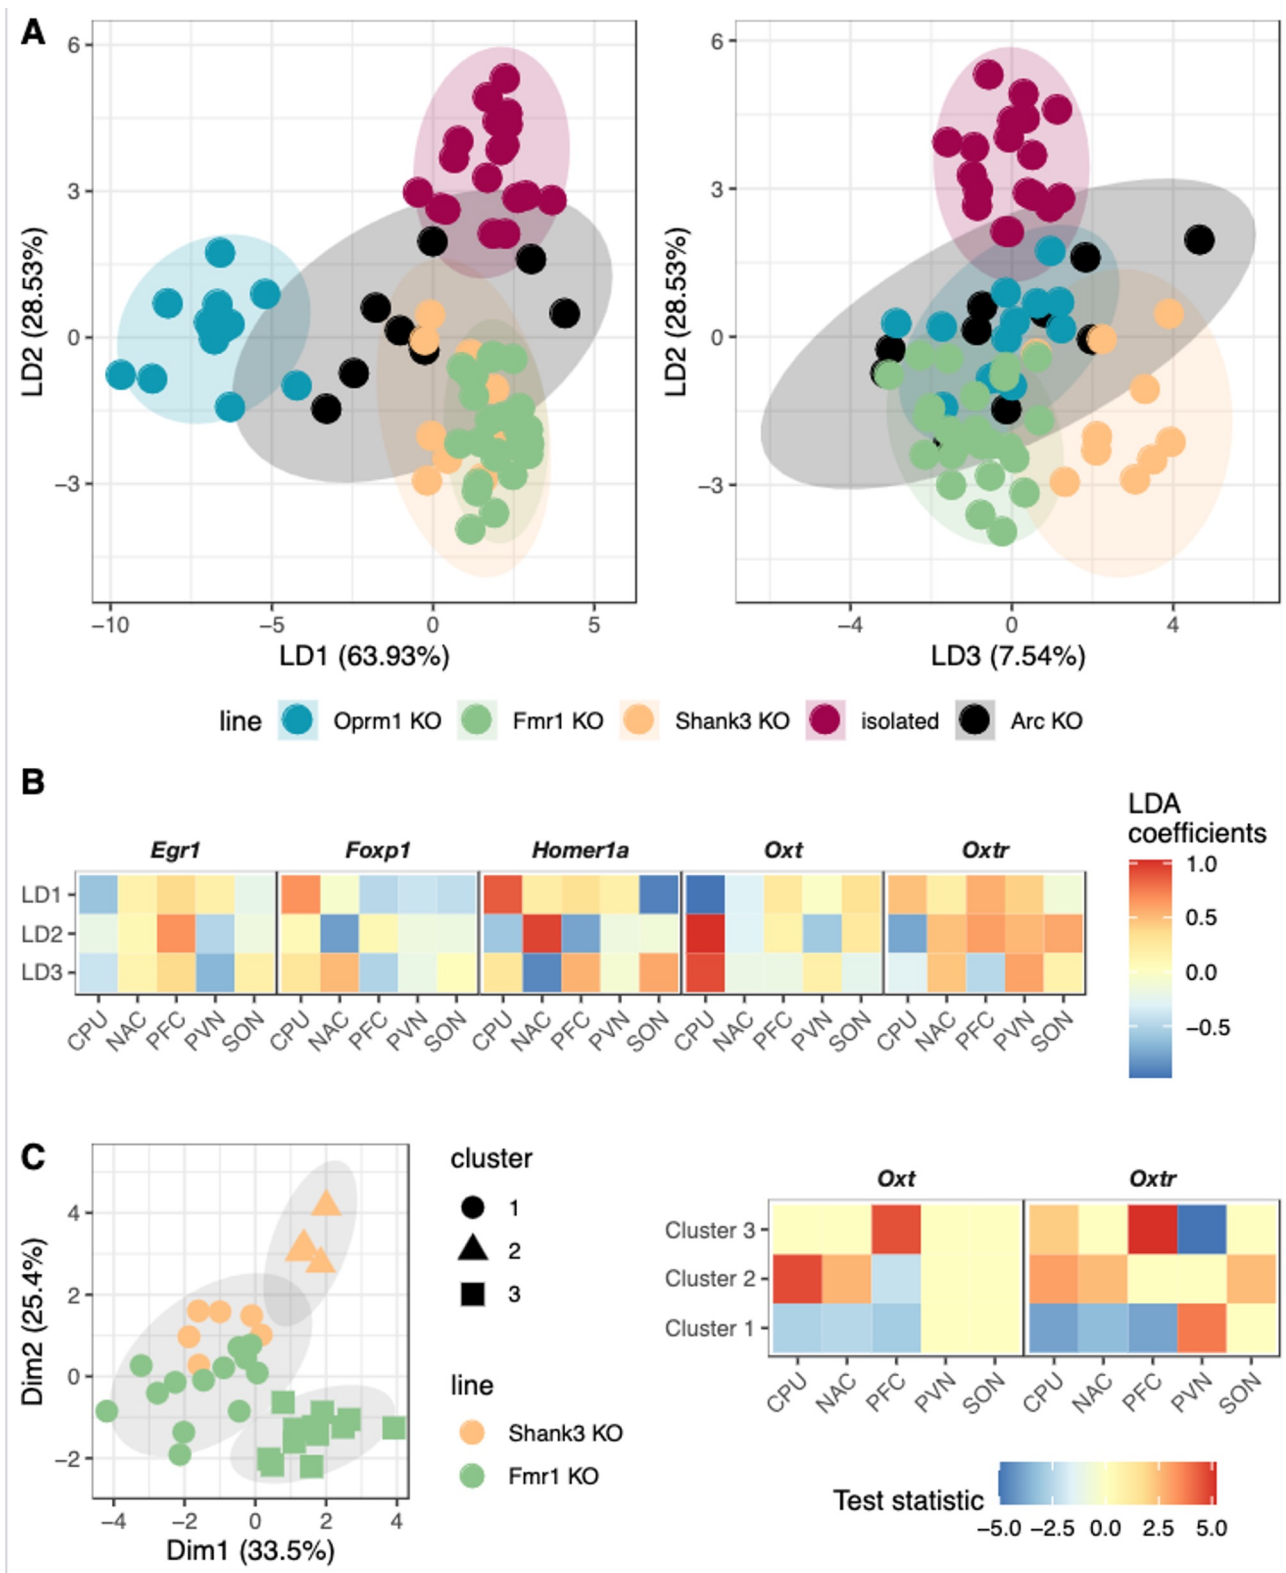 A
6
3
0
−3
LD2 (28.53%)
−10
−5
0
5
LD1 (63.93%)
6
3
0
−3
LD2 (28.53%)
−4
0
4
LD3 (7.54%)
line Oprm1 KO Fmr1 KO Shank3 KO isolated Arc KO
B
Egr1 Foxp1 Homer1a Oxt Oxtr
LD1
LD2
LD3
CPU NAC PFC PVN SON CPU NAC PFC PVN SON CPU NAC PFC PVN SON CPU NAC PFC PVN SON CPU NAC PFC PVN SON
LDA
coefficients
1.0
0.5
0.0
−0.5
C
4
2
0
−2
Dim2 (25.4%)
−4 −2 0 2 4
Dim1 (33.5%)
cluster
1
2
3
line
Shank3 KO
Fmr1 KO
Oxt Oxtr
Cluster 3
Cluster 2
Cluster 1
CPU NAC PFC PVN SON CPU NAC PFC PVN SON
Test statistic
−5.0 −2.5 0.0 2.5 5.0